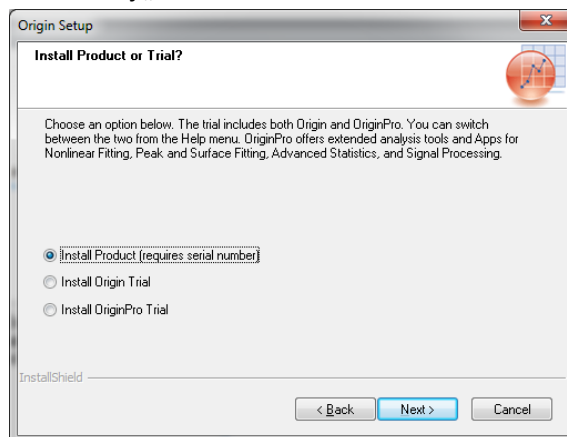 Origin Setup
x
Install Product or Trial?
Choose an option below. The trial includes both Origin and OriginPro. You can switch
between the two from the Help menu. OriginPro offers extended analysis tools and Apps for
Nonlinear Fitting, Peak and Surface Fitting, Advanced Statistics, and Signal Processing.
Install Product (requires serial number)
Install Origin Trial
Install OriginPro Trial
InstallShield
< Back Next > Cancel